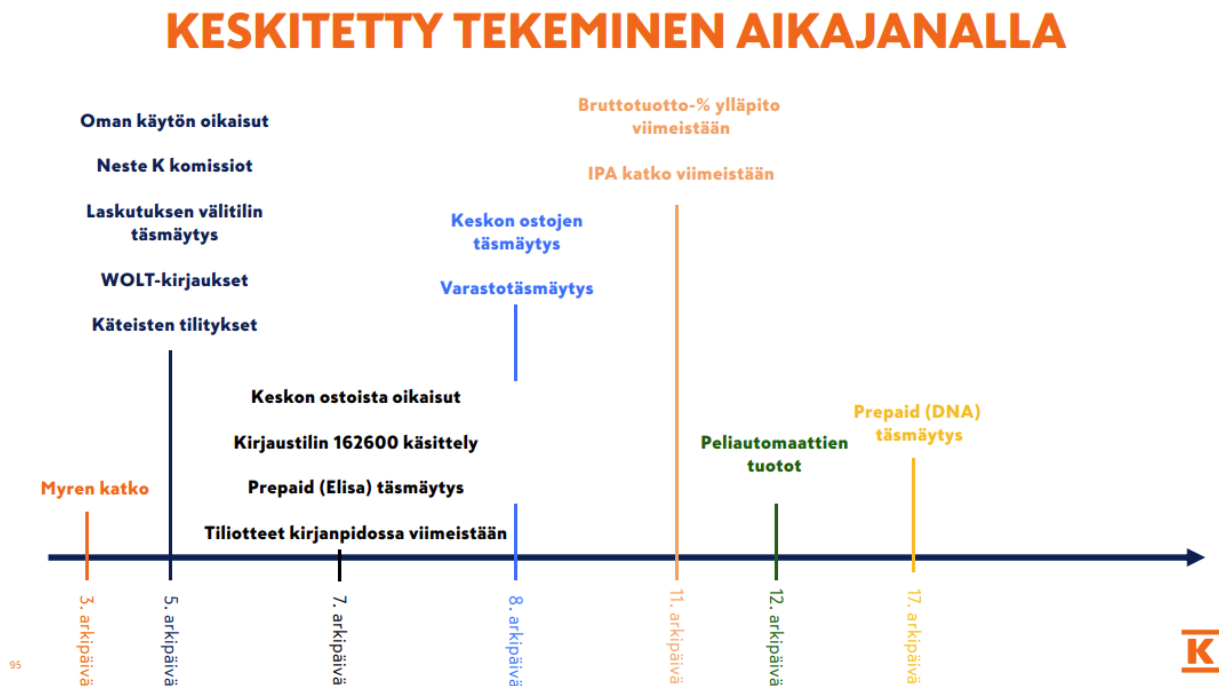 KESKITETTY TEKEMINEN AIKAJANALLA
Oman käytön oikaisut
Neste K komissiot
Laskutuksen välitilin
täsmäytys
WOLT-kirjaukset
Käteisten tilitykset
Bruttotuotto-% ylläpito
viimeistään
IPA katko viimeistään
Keskon ostojen
täsmäytys
Varastotäsmäytys
Keskon ostoista oikaisut
Kirjaustilin 162600 käsittely
Prepaid (Elisa) täsmäytys
Tiliotteet kirjanpidossa viimeistään
Myren katko
Peliautomaattien
tuotot
Prepaid (DNA)
täsmäytys
3. arkipäivä
5. arkipäivä
7. arkipäivä
8. arkipäivä
11. arkipäivä
12. arkipäivä
17. arkipäivä
95
K